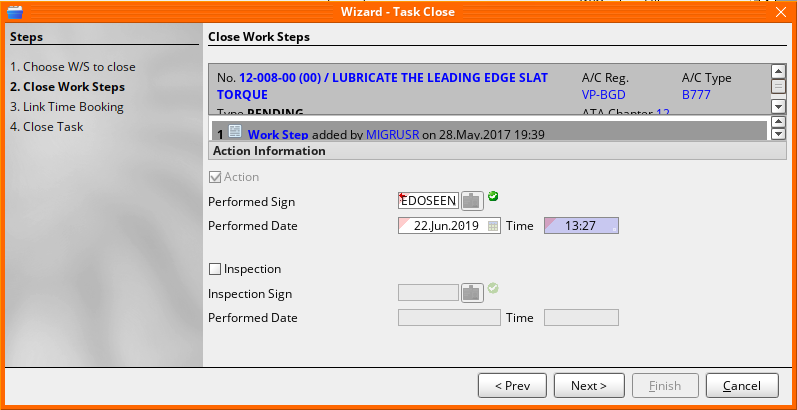 Wizard - Task Close
Steps
1. Choose W/S to close
2. Close Work Steps
3. Link Time Booking
4. Close Task
Close Work Steps
No. 12-008-00 (00) / LUBRICATE THE LEADING EDGE SLAT TORQUE
A/C Reg. A/C Type
VP-BGD B777
Type PENDING ATA Chapter 12
1 Work Step added by MIGRUSR on 28.May.2017 19:39
Action Information
Action
Performed Sign EDOSEEN
Performed Date 22.Jun.2019 Time 13:27
Inspection
Inspection Sign
Performed Date Time
< Prev Next > Finish Cancel